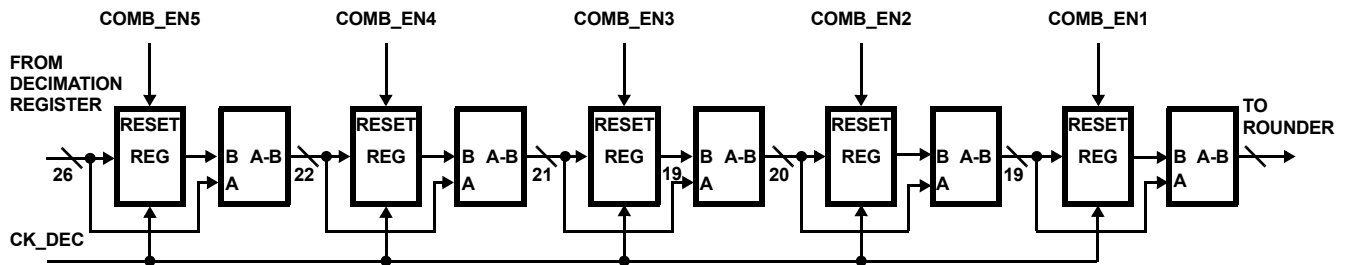 COMB_EN5 COMB_EN4 COMB_EN3 COMB_EN2 COMB_EN1
FROM
DECIMATION
REGISTER
TO
ROUNDER
RESET RESET RESET RESET RESET
REG B A-B REG B A-B REG B A-B REG B A-B REG B A-B
26 22 21 19 20 19
A A A A A
CK_DEC